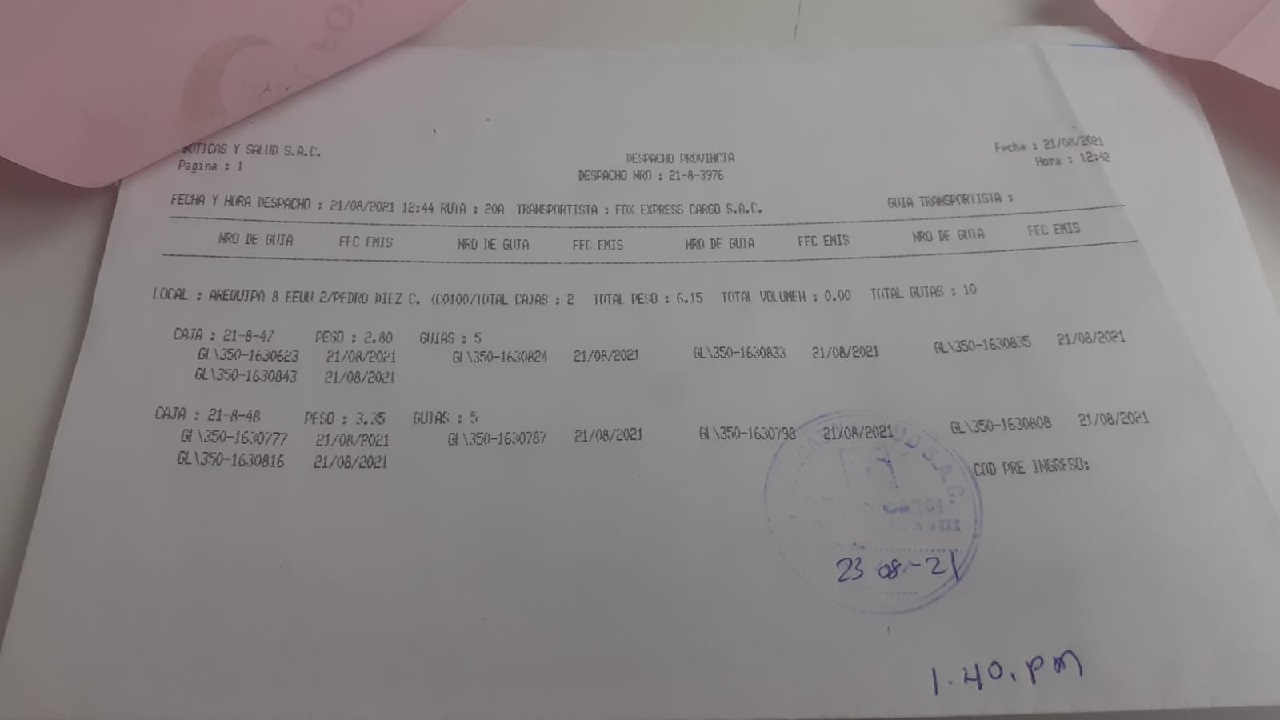 BOTICAS Y SALUD S.A.C.
Pagina : 1
DESPACHO PROVINCIA
DESPACHO NRO : 21-8-3976
Fecha : 21/08/2021
Hora : 12:42
FECHA Y HORA DESPACHO : 21/08/2021 12:44 RUTA : 20A TRANSPORTISTA : FOX EXPRESS CARGO S.A.C. GUIA TRANSPORTISTA :
NRO DE GUIA FEC EMIS NRO DE GUIA FEC EMIS NRO DE GUIA FEC EMIS NRO DE GUIA FEC EMIS
LOCAL : AREQUIPA 8 EEUU 2/PEDRO DIEZ C. (C0100/TOTAL CAJAS : 2 TOTAL PESO : 6.15 TOTAL VOLUMEN : 0.00 TOTAL GUIAS : 10
CAJA : 21-8-47 PESO : 2.80 GUIAS : 5
GL\350-1630623 21/08/2021 GL\350-1630824 21/08/2021 GL\350-1630833 21/08/2021 GL\350-1630835 21/08/2021
GL\350-1630843 21/08/2021
CAJA : 21-8-48 PESO : 3.35 GUIAS : 5
GL\350-1630777 21/08/2021 GL\350-1630787 21/08/2021 GL\350-1630798 21/08/2021 GL\350-1630808 21/08/2021
GL\350-1630816 21/08/2021
COD PRE INGRESO:
S.A.C.
23 08-21
1.40.pm